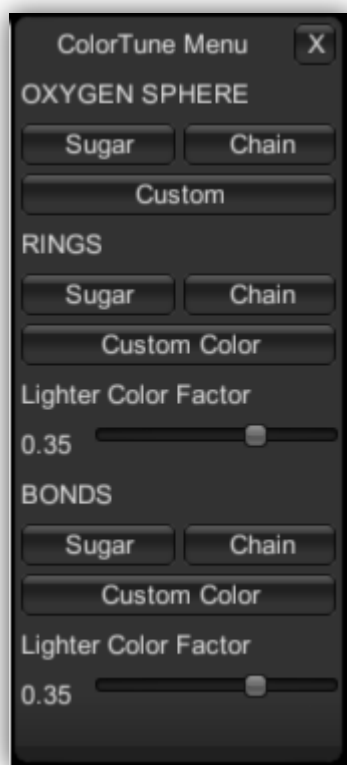 ColorTune Menu X
OXYGEN SPHERE
Sugar Chain
Custom
RINGS
Sugar Chain
Custom Color
Lighter Color Factor
0.35
BONDS
Sugar Chain
Custom Color
Lighter Color Factor
0.35